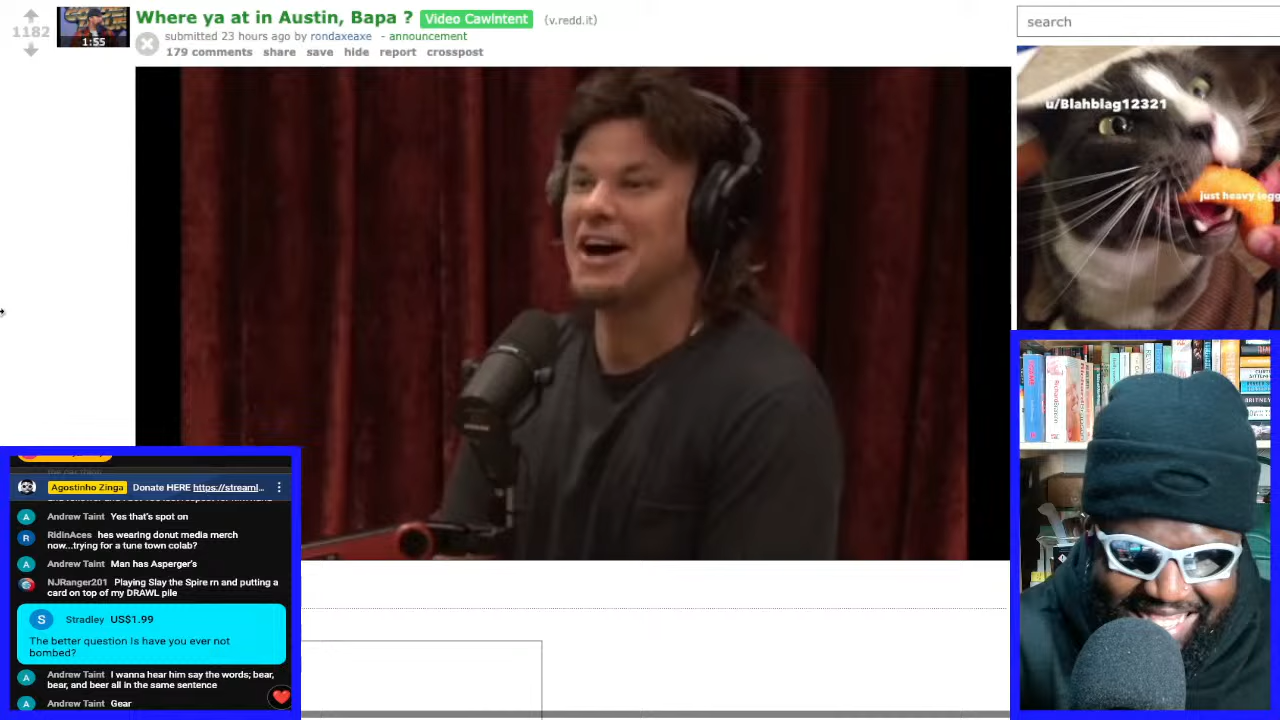 Where ya at in Austin, Bapa ? Video Cawintent (v.redd.it)
1182
1:55
submitted 23 hours ago by rondaxeaxe - announcement
179 comments share save hide report crosspost
search
u/Blahblag12321
just heavy
Agostinho Zinga Donate HERE https://streaml...
A Andrew Taint Yes that's spot on
R RidinAces hes wearing donut media merch
now...trying for a tune town colab?
A Andrew Taint Man has Asperger's
NJRanger201 Playing Slay the Spire rn and putting a
card on top of my DRAWL pile
S Stradley US$1.99
The better question Is have you ever not
bombed?
A Andrew Taint I wanna hear him say the words; bear,
bear, and beer all in the same sentence
A Andrew Taint Gear
BRITNEY